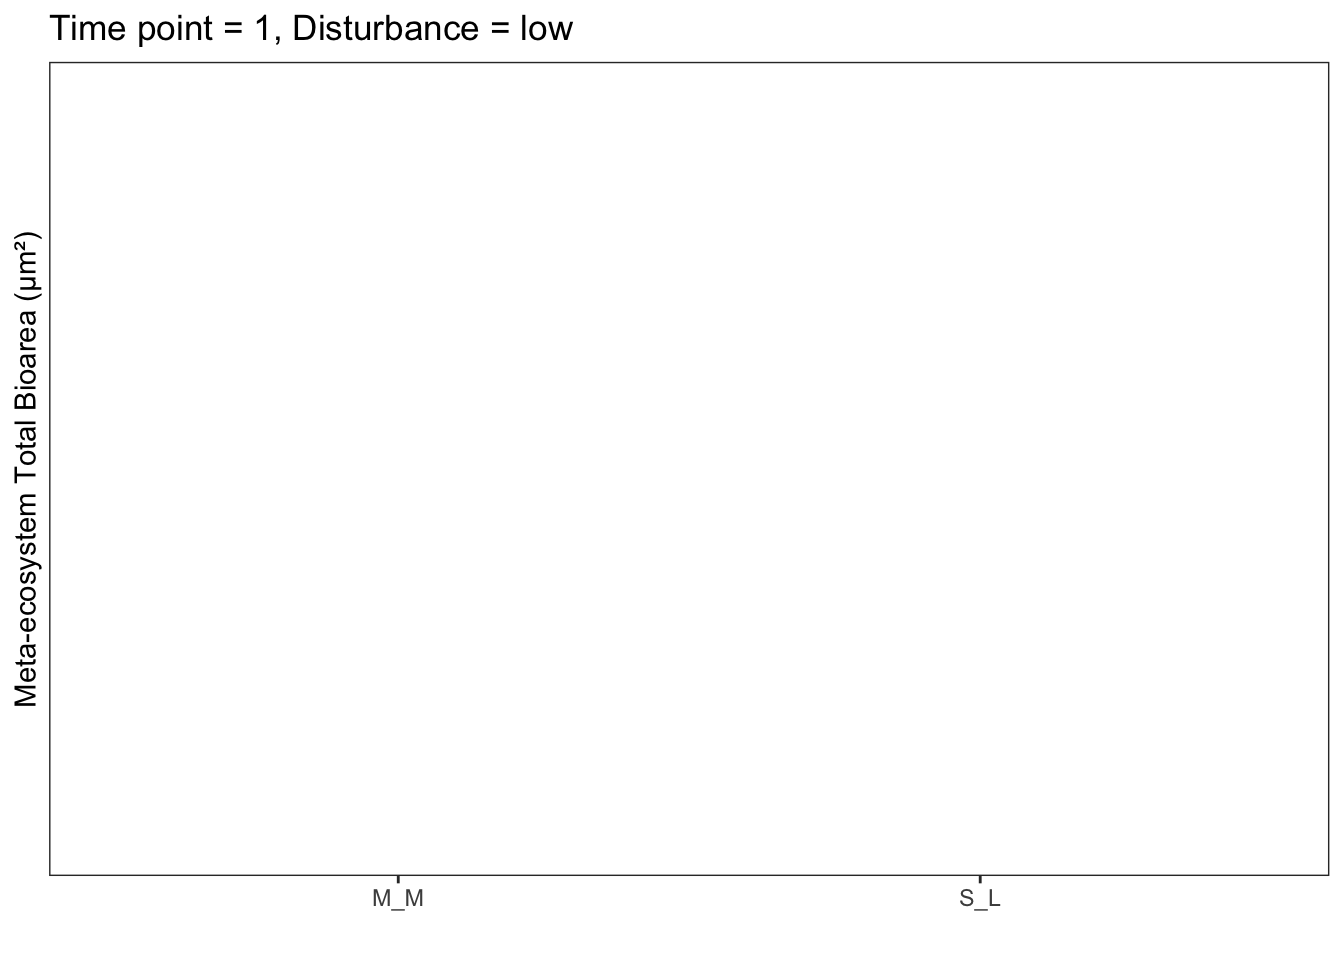 Time point = 1, Disturbance = low
Meta-ecosystem Total Bioarea (µm²)
M_M
S_L